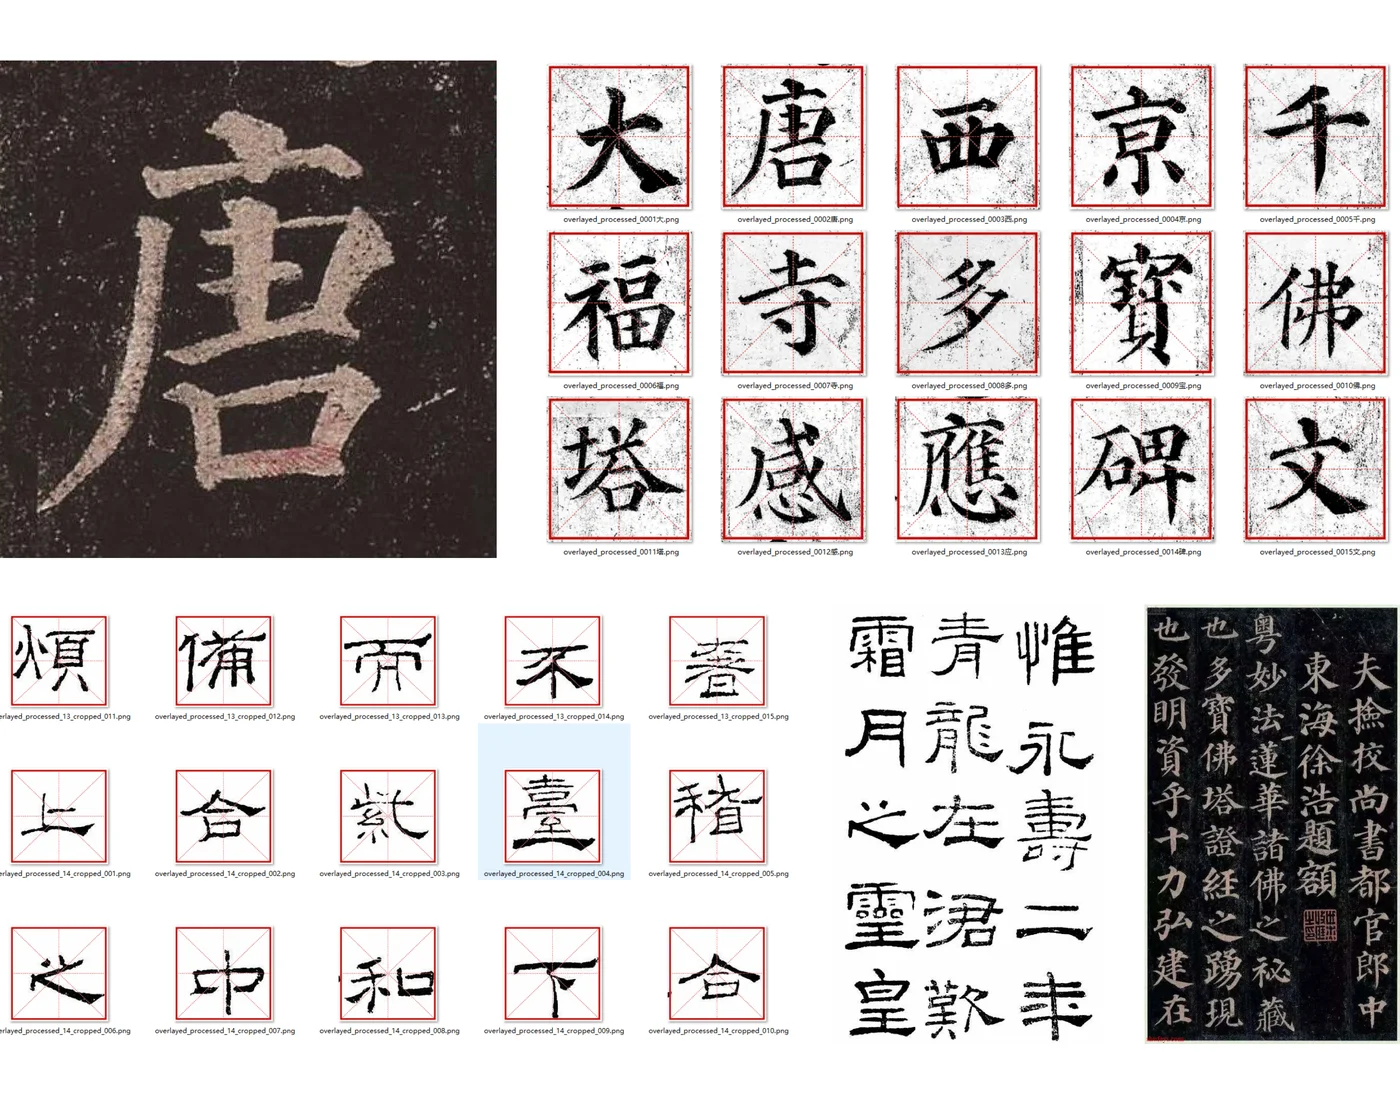 唐
大 唐 西 京 千
overlayed_processed_0001大.png overlayed_processed_0002唐.png overlayed_processed_0003西.png overlayed_processed_0004京.png overlayed_processed_0005千.png
福 寺 多 寶 佛
overlayed_processed_0006福.png overlayed_processed_0007寺.png overlayed_processed_0008多.png overlayed_processed_0009宝.png overlayed_processed_0010佛.png
塔 感 應 碑 文
overlayed_processed_0011塔.png overlayed_processed_0012感.png overlayed_processed_0013应.png overlayed_processed_0014碑.png overlayed_processed_0015文.png
煩 備 而 不 奢
erlayed_processed_13_cropped_011.png overlayed_processed_13_cropped_012.png overlayed_processed_13_cropped_013.png overlayed_processed_13_cropped_014.png overlayed_processed_13_cropped_015.png
上 合 紫 臺 稽
erlayed_processed_14_cropped_001.png overlayed_processed_14_cropped_002.png overlayed_processed_14_cropped_003.png overlayed_processed_14_cropped_004.png overlayed_processed_14_cropped_005.png
之 中 和 下 合
erlayed_processed_14_cropped_006.png overlayed_processed_14_cropped_007.png overlayed_processed_14_cropped_008.png overlayed_processed_14_cropped_009.png overlayed_processed_14_cropped_010.png
惟永壽二年
青龍在涒歎
霜月之靈皇
夫撿校尚書都官郎中
東海徐浩題額
粵妙法蓮華諸佛之祕藏
也多寶佛塔證經之踴現
也發明資乎十力弘建在